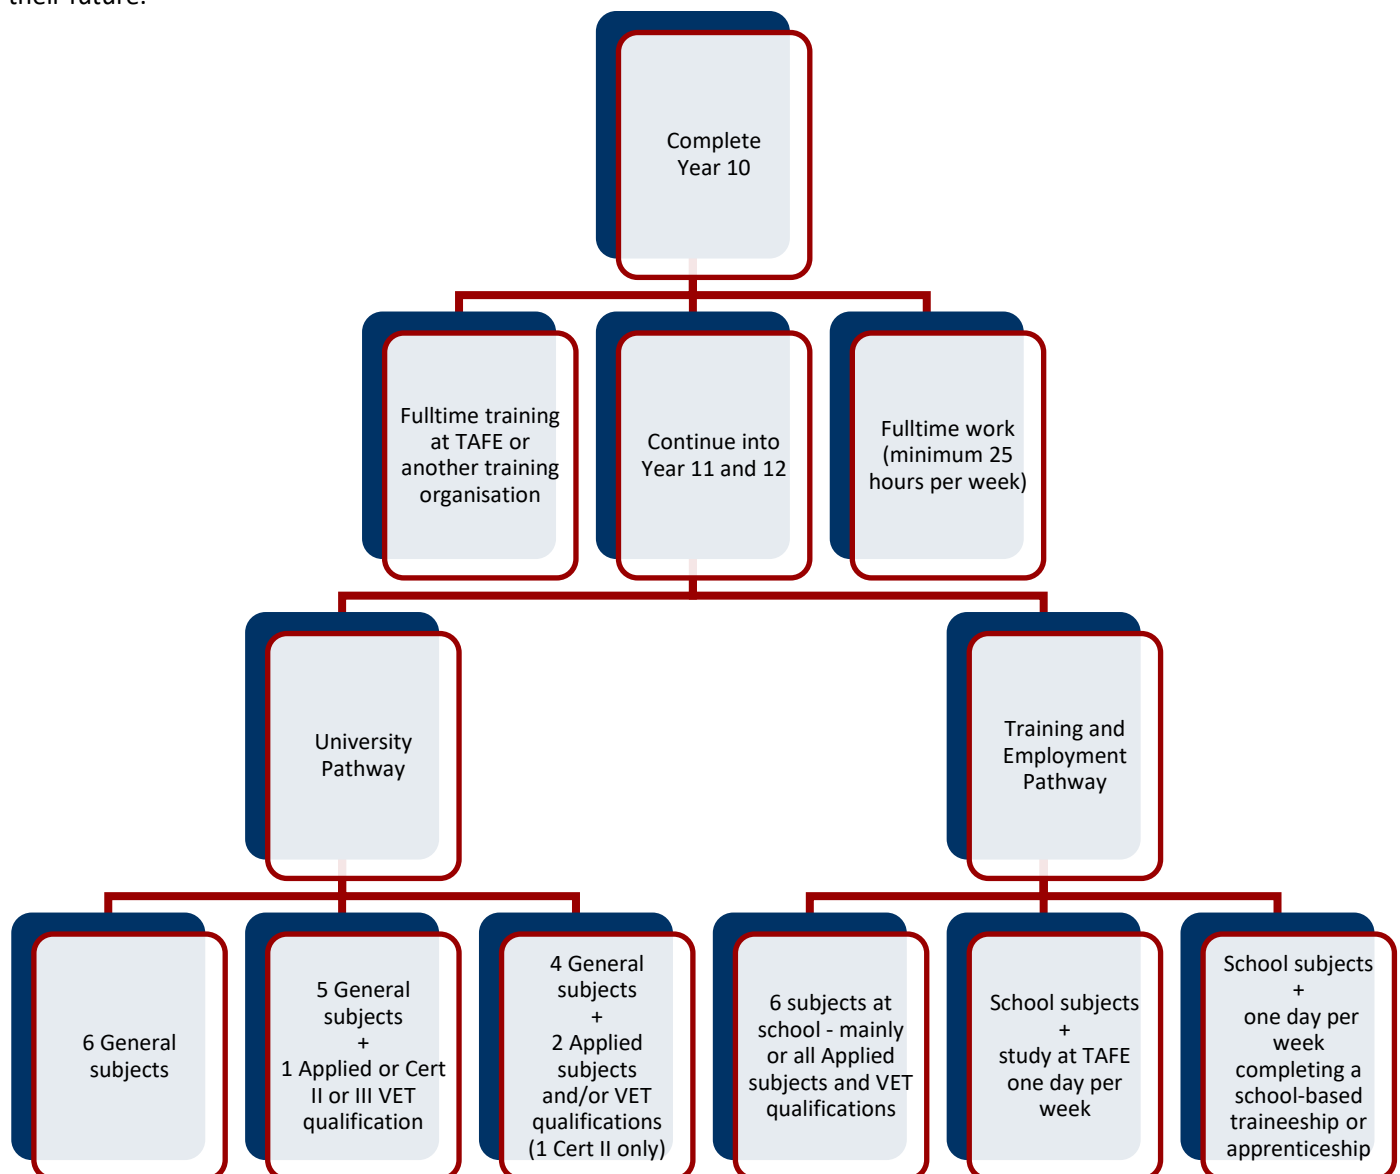 their future.
Complete
Year 10
Fulltime training
at TAFE or
another training
organisation
Continue into
Year 11 and 12
Fulltime work
(minimum 25
hours per week)
University
Pathway
Training and
Employment
Pathway
6 General
subjects
5 General
subjects
+
1 Applied or Cert
II or III VET
qualification
4 General
subjects
+
2 Applied
subjects
and/or VET
qualifications
(1 Cert II only)
6 subjects at
school - mainly
or all Applied
subjects and VET
qualifications
School subjects
+
study at TAFE
one day per
week
School subjects
+
one day per
week
completing a
school-based
traineeship or
apprenticeship